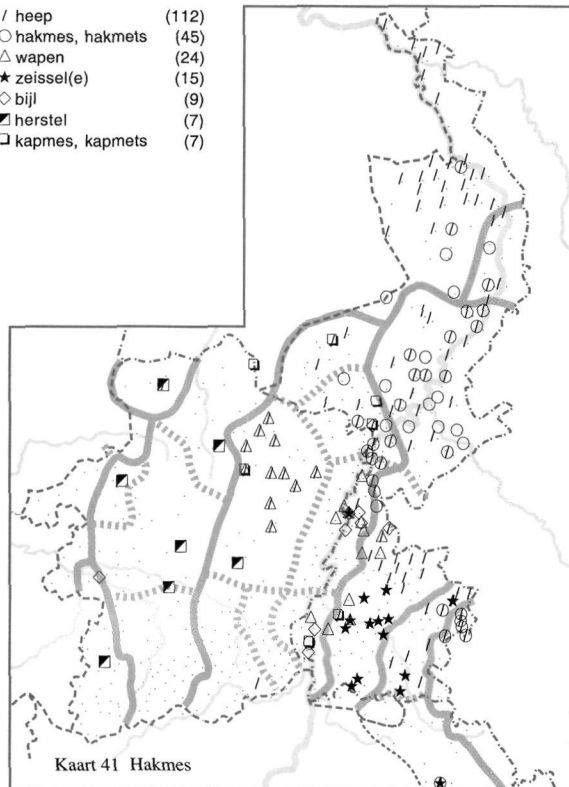 heep (112)
hakmes, hakmets (45)
wapen (24)
zeissel(e) (15)
bijl (9)
herstel (7)
kapmes, kapmets (7)
Kaart 41 Hakmes